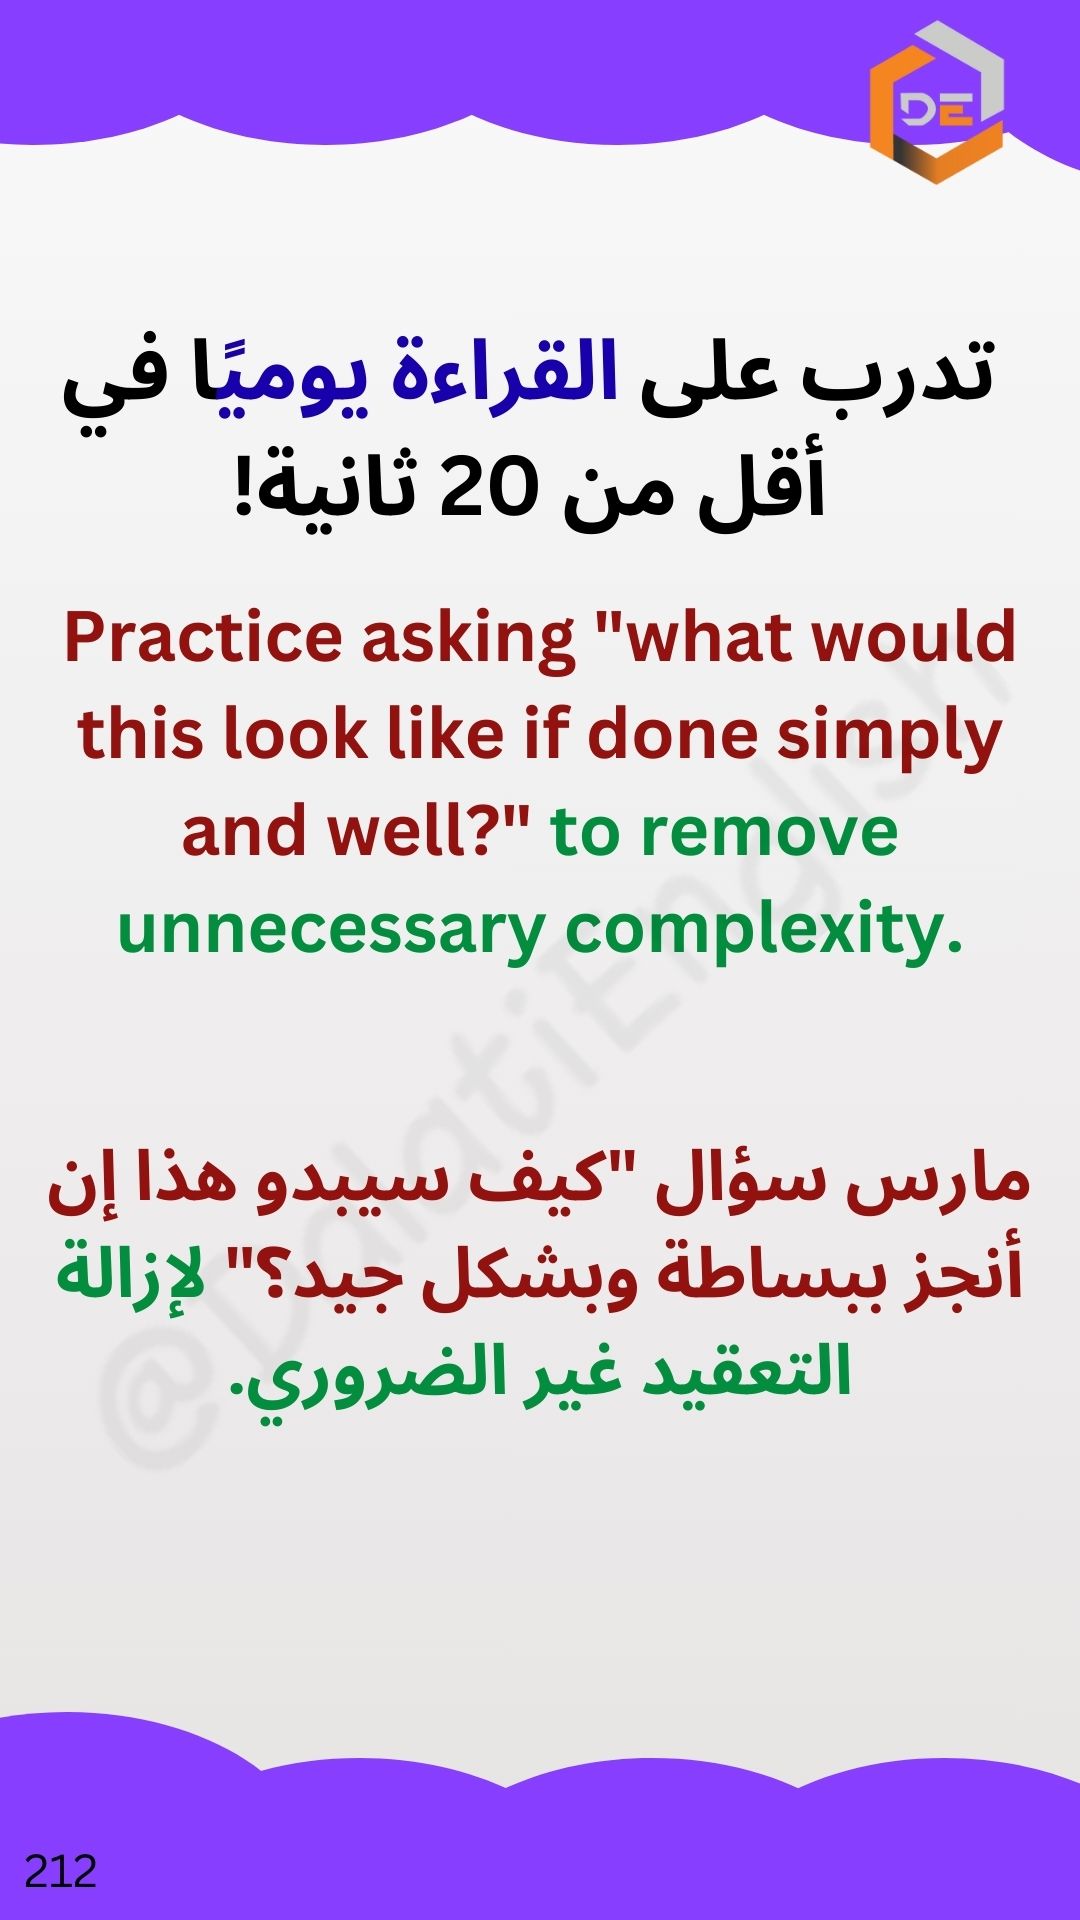 DE
تدرب على القراءة يوميًا في
أقل من 20 ثانية!
Practice asking "what would
this look like if done simply
and well?" to remove
unnecessary complexity.
مارس سؤال "كيف سيبدو هذا إن
أنجز ببساطة وبشكل جيد؟" لإزالة
التعقيد غير الضروري.
@DalatiEnglish
212